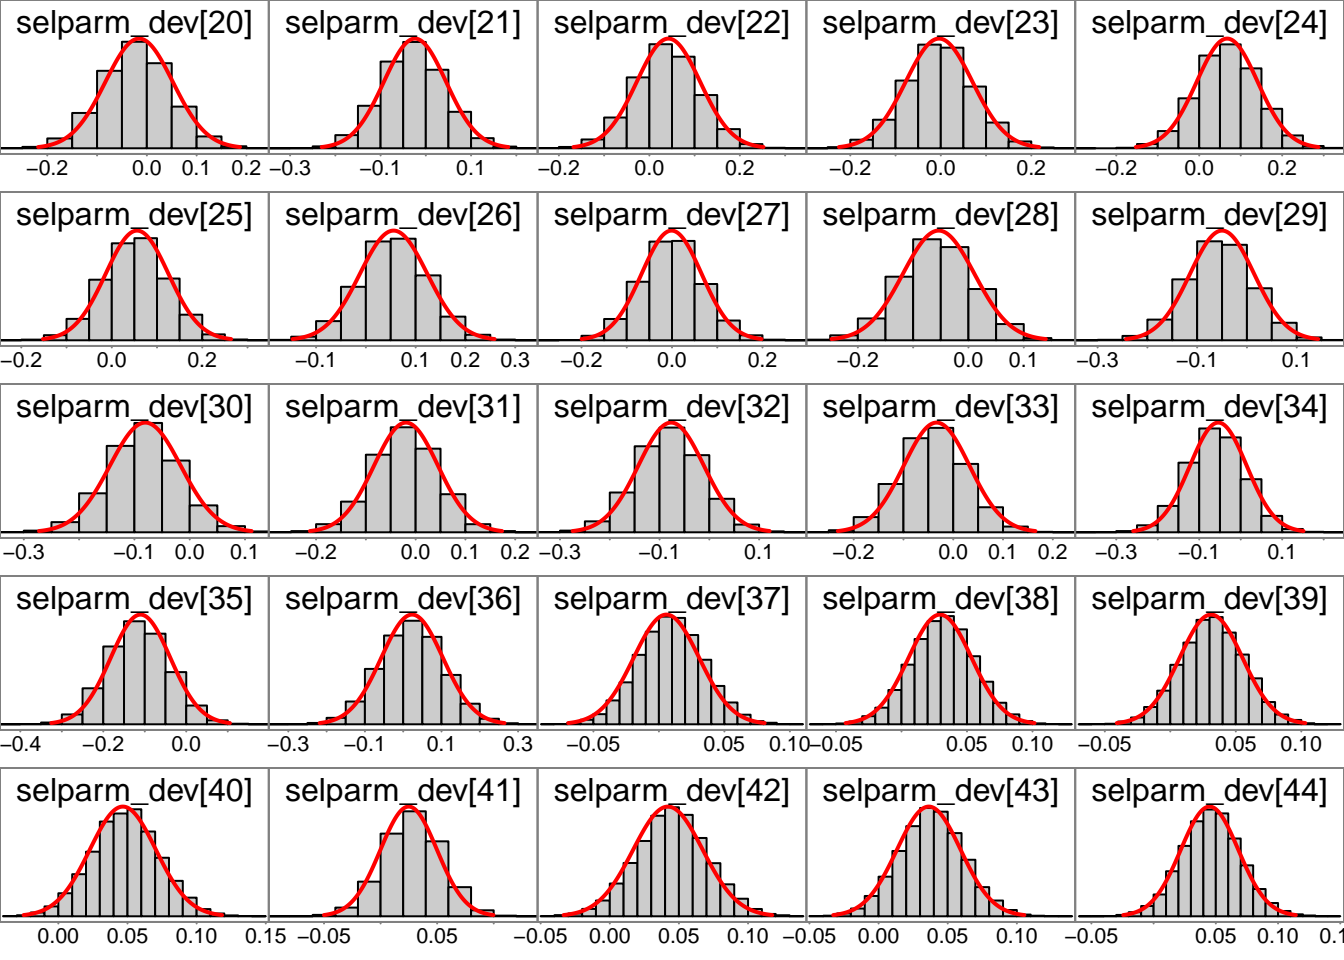 selparm_dev[20] selparm_dev[21] selparm_dev[22] selparm_dev[23] selparm_dev[24]
−0.2 0.0 0.1 0.2 −0.3 −0.1 0.1 −0.2 0.0 0.2 −0.2 0.0 0.2 −0.2 0.0 0.2
selparm_dev[25] selparm_dev[26] selparm_dev[27] selparm_dev[28] selparm_dev[29]
−0.2 0.0 0.2 −0.1 0.1 0.2 0.3 −0.2 0.0 0.2 −0.2 0.0 0.1 −0.3 −0.1 0.1
selparm_dev[30] selparm_dev[31] selparm_dev[32] selparm_dev[33] selparm_dev[34]
−0.3 −0.1 0.0 0.1 −0.2 0.0 0.1 0.2 −0.3 −0.1 0.1 −0.2 0.0 0.1 0.2 −0.3 −0.1 0.1
selparm_dev[35] selparm_dev[36] selparm_dev[37] selparm_dev[38] selparm_dev[39]
−0.4 −0.2 0.0 −0.3 −0.1 0.1 0.3 −0.05 0.05 0.10 −0.05 0.05 0.10 −0.05 0.05 0.10
selparm_dev[40] selparm_dev[41] selparm_dev[42] selparm_dev[43] selparm_dev[44]
0.00 0.05 0.10 0.15 −0.05 0.05 −0.05 0.00 0.05 0.10 −0.05 0.00 0.05 0.10 −0.05 0.05 0.10